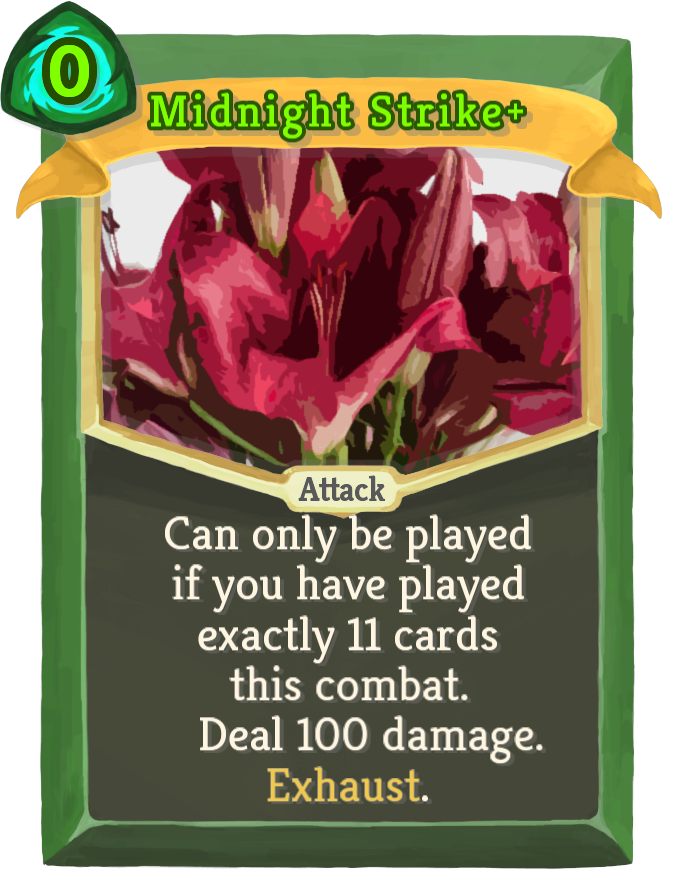 0
Midnight Strike+
Attack
Can only be played
if you have played
exactly 11 cards
this combat.
Deal 100 damage.
Exhaust.